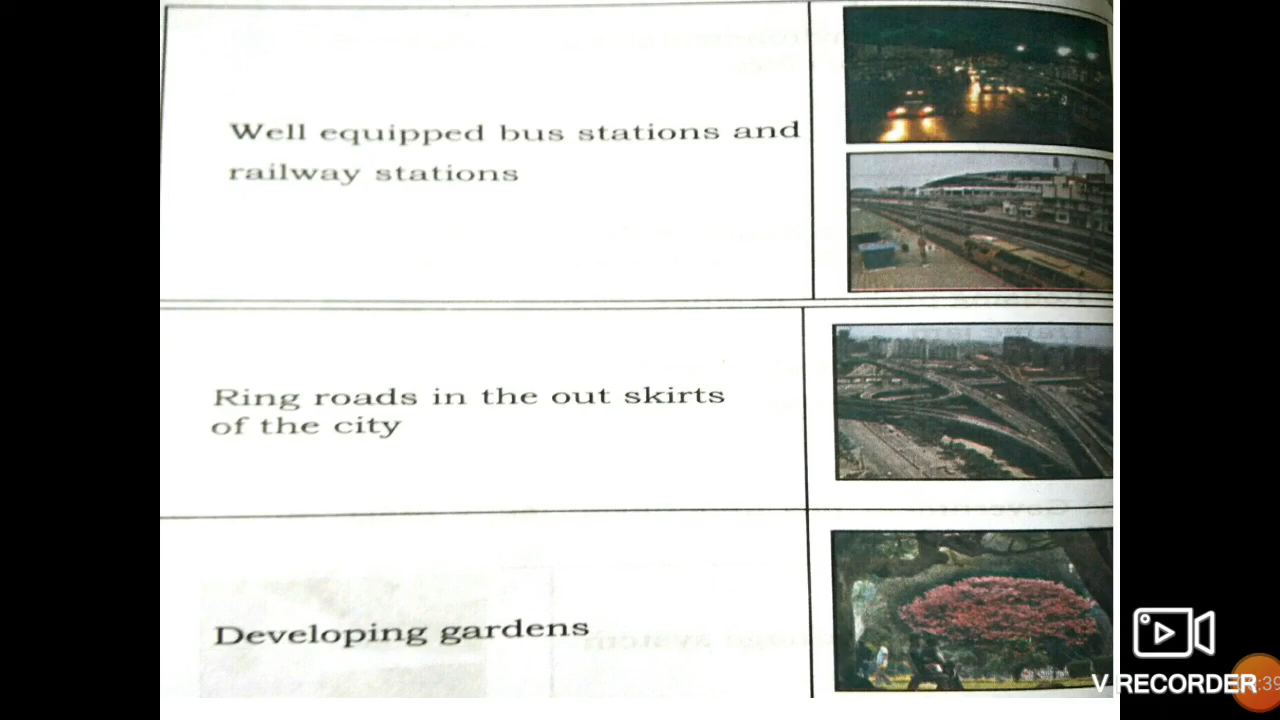 Well equipped bus stations and
railway stations
Ring roads in the out skirts
of the city
Developing gardens
V RECORDER
:39